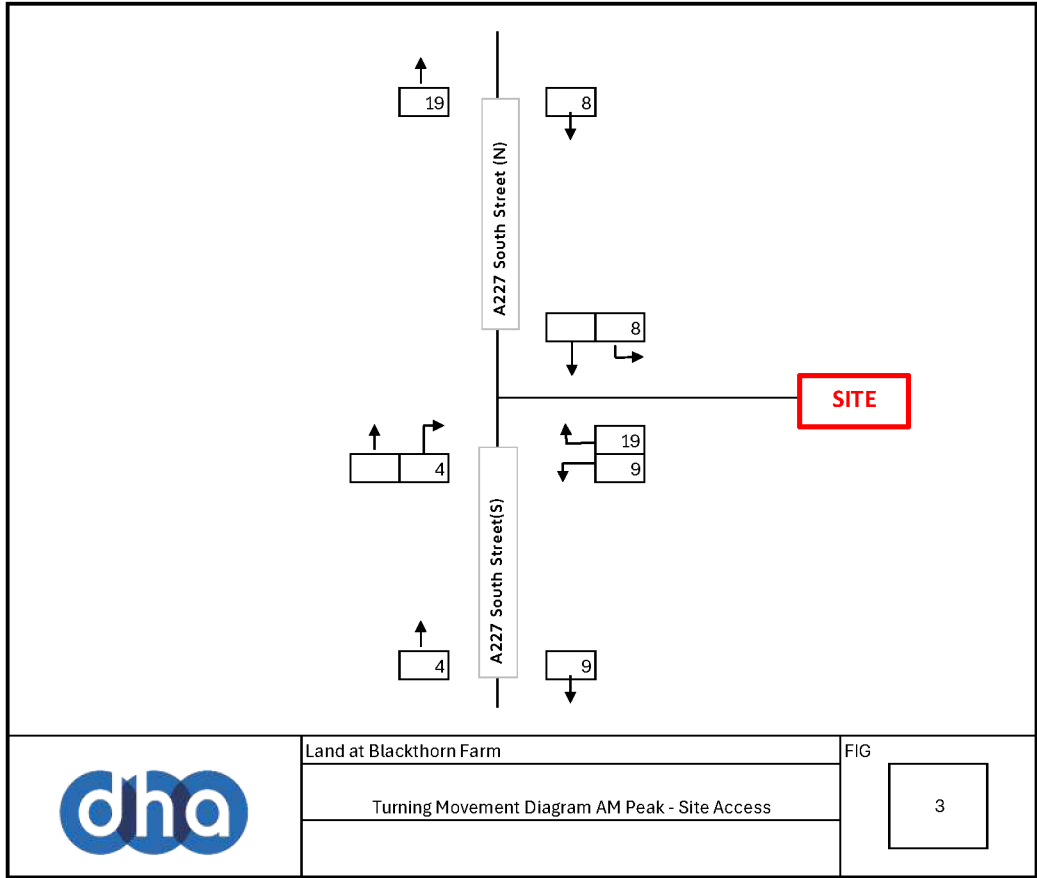 19
8
A227 South Street (N)
8
SITE
4
19
9
A227 South Street(S)
4
9
dha
Land at Blackthorn Farm
FIG
Turning Movement Diagram AM Peak - Site Access
3